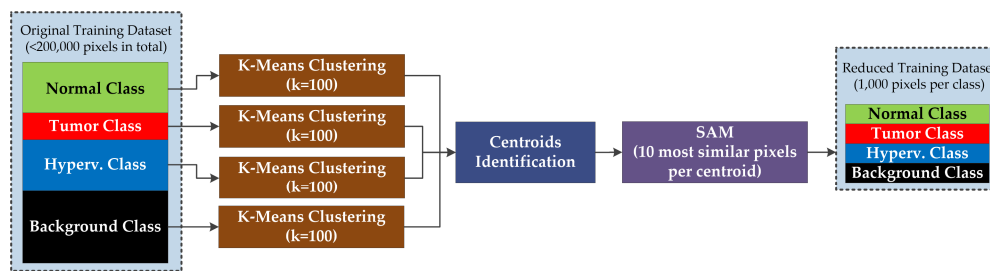 Original Training Dataset
(<200,000 pixels in total)
Normal Class
Tumor Class
Hyperv. Class
Background Class
K-Means Clustering
(k=100)
K-Means Clustering
(k=100)
K-Means Clustering
(k=100)
K-Means Clustering
(k=100)
Centroids
Identification
SAM
(10 most similar pixels
per centroid)
Reduced Training Datase
(1,000 pixels per class)
Normal Class
Tumor Class
Hyperv. Class
Background Class